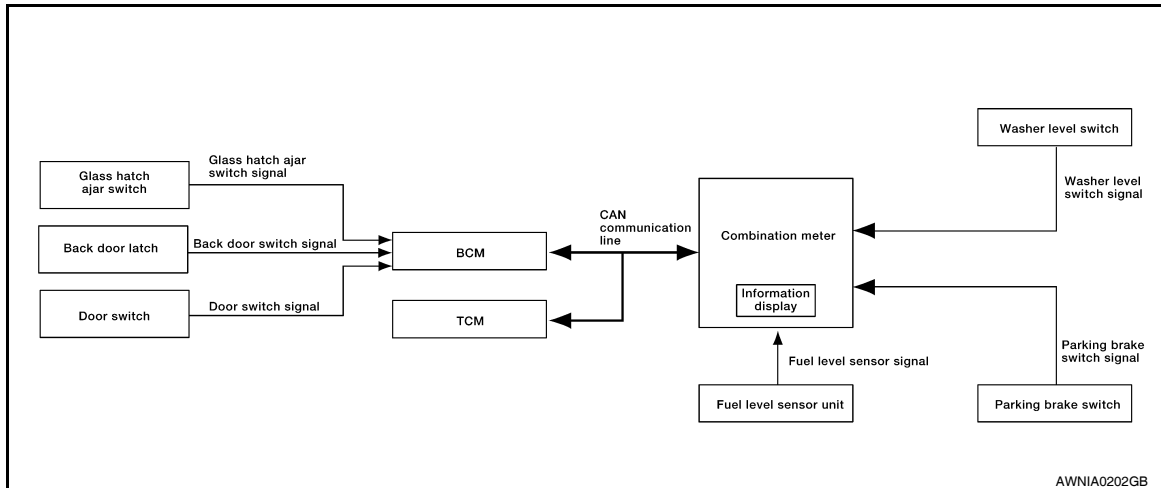 Washer level switch
Glass hatch ajar
switch signal
Glass hatch
ajar switch
Washer level
switch signal
CAN
communication
line
Back door latch
Back door switch signal
BCM
Combination meter
Information
display
Door switch
Door switch signal
TCM
Parking brake
switch signal
Fuel level sensor signal
Fuel level sensor unit
Parking brake switch
AWNIA0202GB